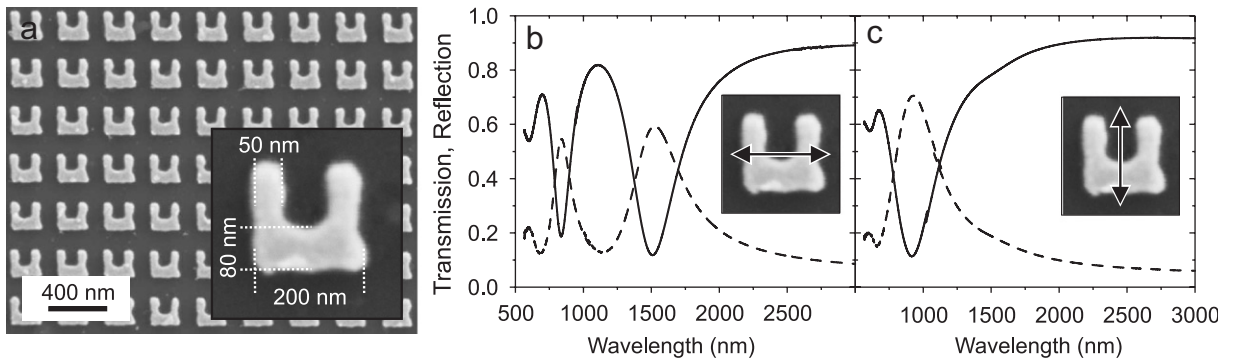 a
50 nm
80 nm
200 nm
400 nm
Transmission, Reflection
1.0
0.8
0.6
0.4
0.2
0.0
b
500 1000 1500 2000 2500
Wavelength (nm)
c
1000 1500 2000 2500 3000
Wavelength (nm)